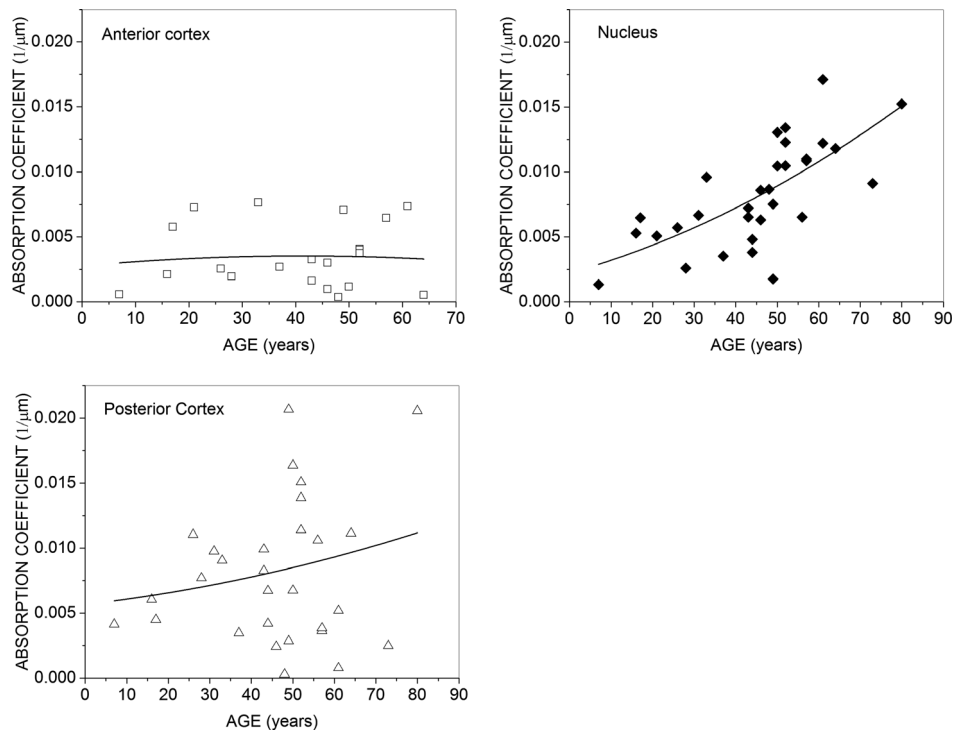 Anterior cortex
ABSORPTION COEFFICIENT (1/μm)
0.020
0.015
0.010
0.005
0.000
0 10 20 30 40 50 60 70
AGE (years)
Nucleus
ABSORPTION COEFFICIENT (1/μm)
0.020
0.015
0.010
0.005
0.000
0 10 20 30 40 50 60 70 80 90
AGE (years)
Posterior Cortex
ABSORPTION COEFFICIENT (1/μm)
0.020
0.015
0.010
0.005
0.000
0 10 20 30 40 50 60 70 80 90
AGE (years)